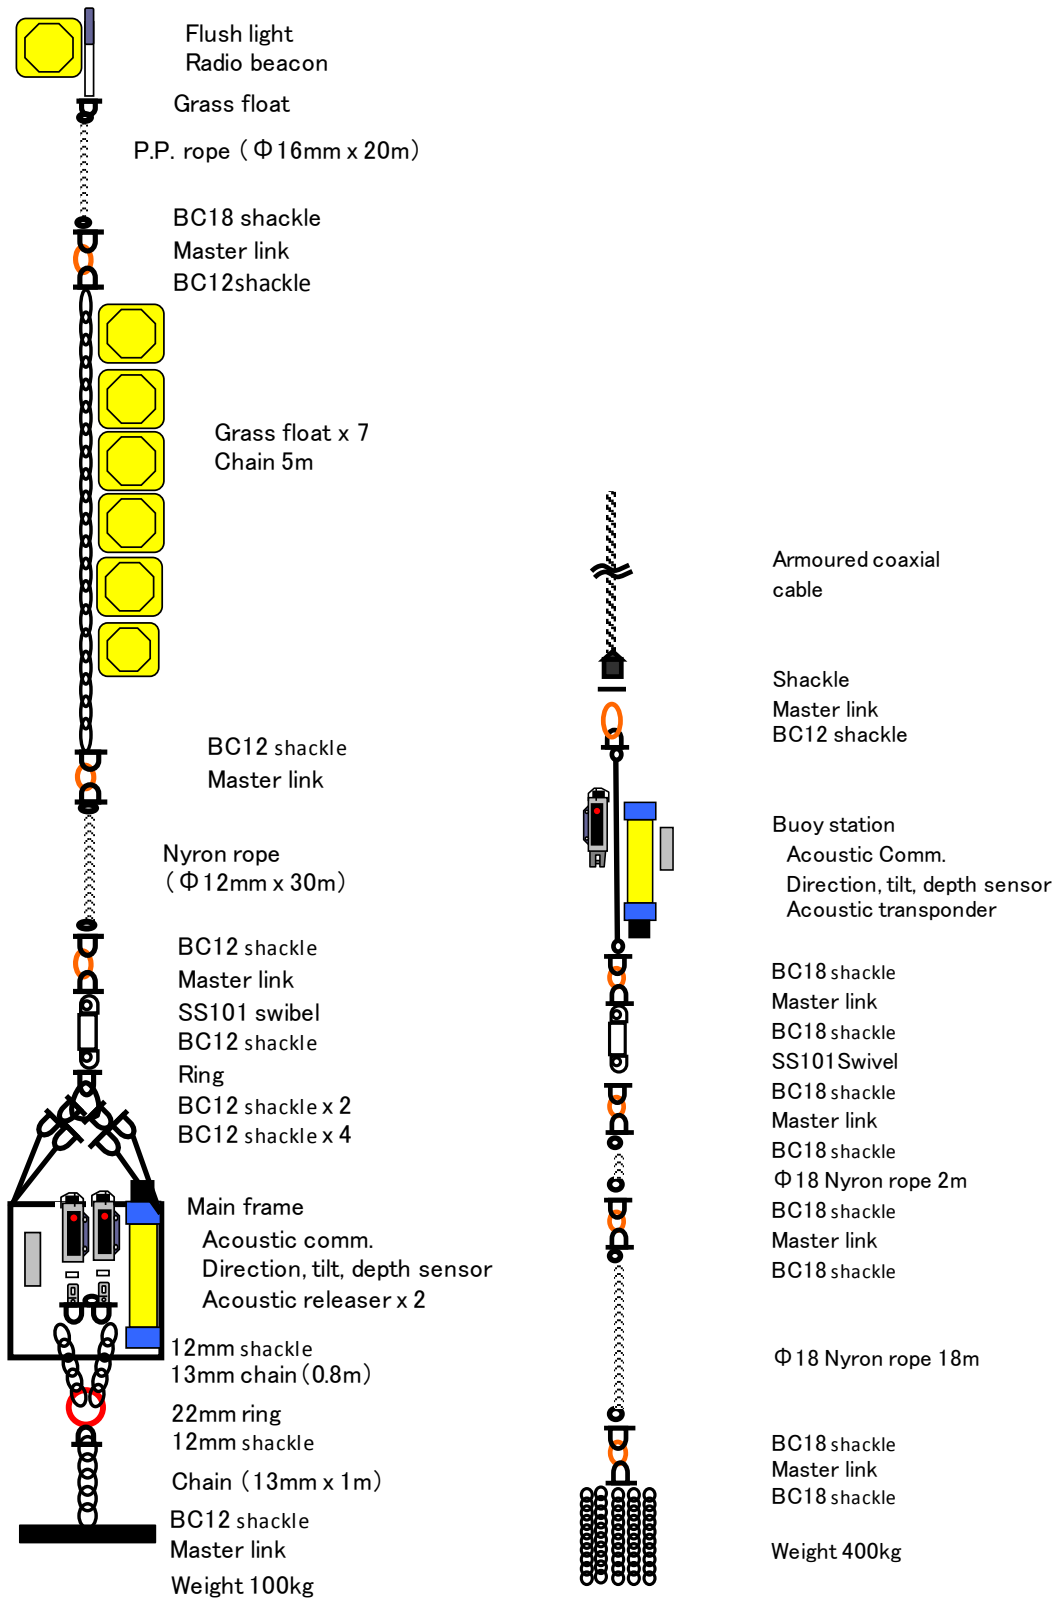 Flush light
Radio beacon
Grass float
P.P. rope (Φ16mm x 20m)
BC18 shackle
Master link
BC12shackle
Grass float x 7
Chain 5m
BC12 shackle
Master link
Nyron rope
(Φ12mm x 30m)
BC12 shackle
Master link
SS101 swibel
BC12 shackle
Ring
BC12 shackle x 2
BC12 shackle x 4
Main frame
Acoustic comm.
Direction, tilt, depth sensor
Acoustic releaser x 2
12mm shackle
13mm chain (0.8m)
22mm ring
12mm shackle
Chain (13mm x 1m)
BC12 shackle
Master link
Weight 100kg
Armoured coaxial
cable
Shackle
Master link
BC12 shackle
Buoy station
Acoustic Comm.
Direction, tilt, depth sensor
Acoustic transponder
BC18 shackle
Master link
BC18 shackle
SS101Swivel
BC18 shackle
Master link
BC18 shackle
Φ18 Nyron rope 2m
BC18 shackle
Master link
BC18 shackle
Φ18 Nyron rope 18m
BC18 shackle
Master link
BC18 shackle
Weight 400kg